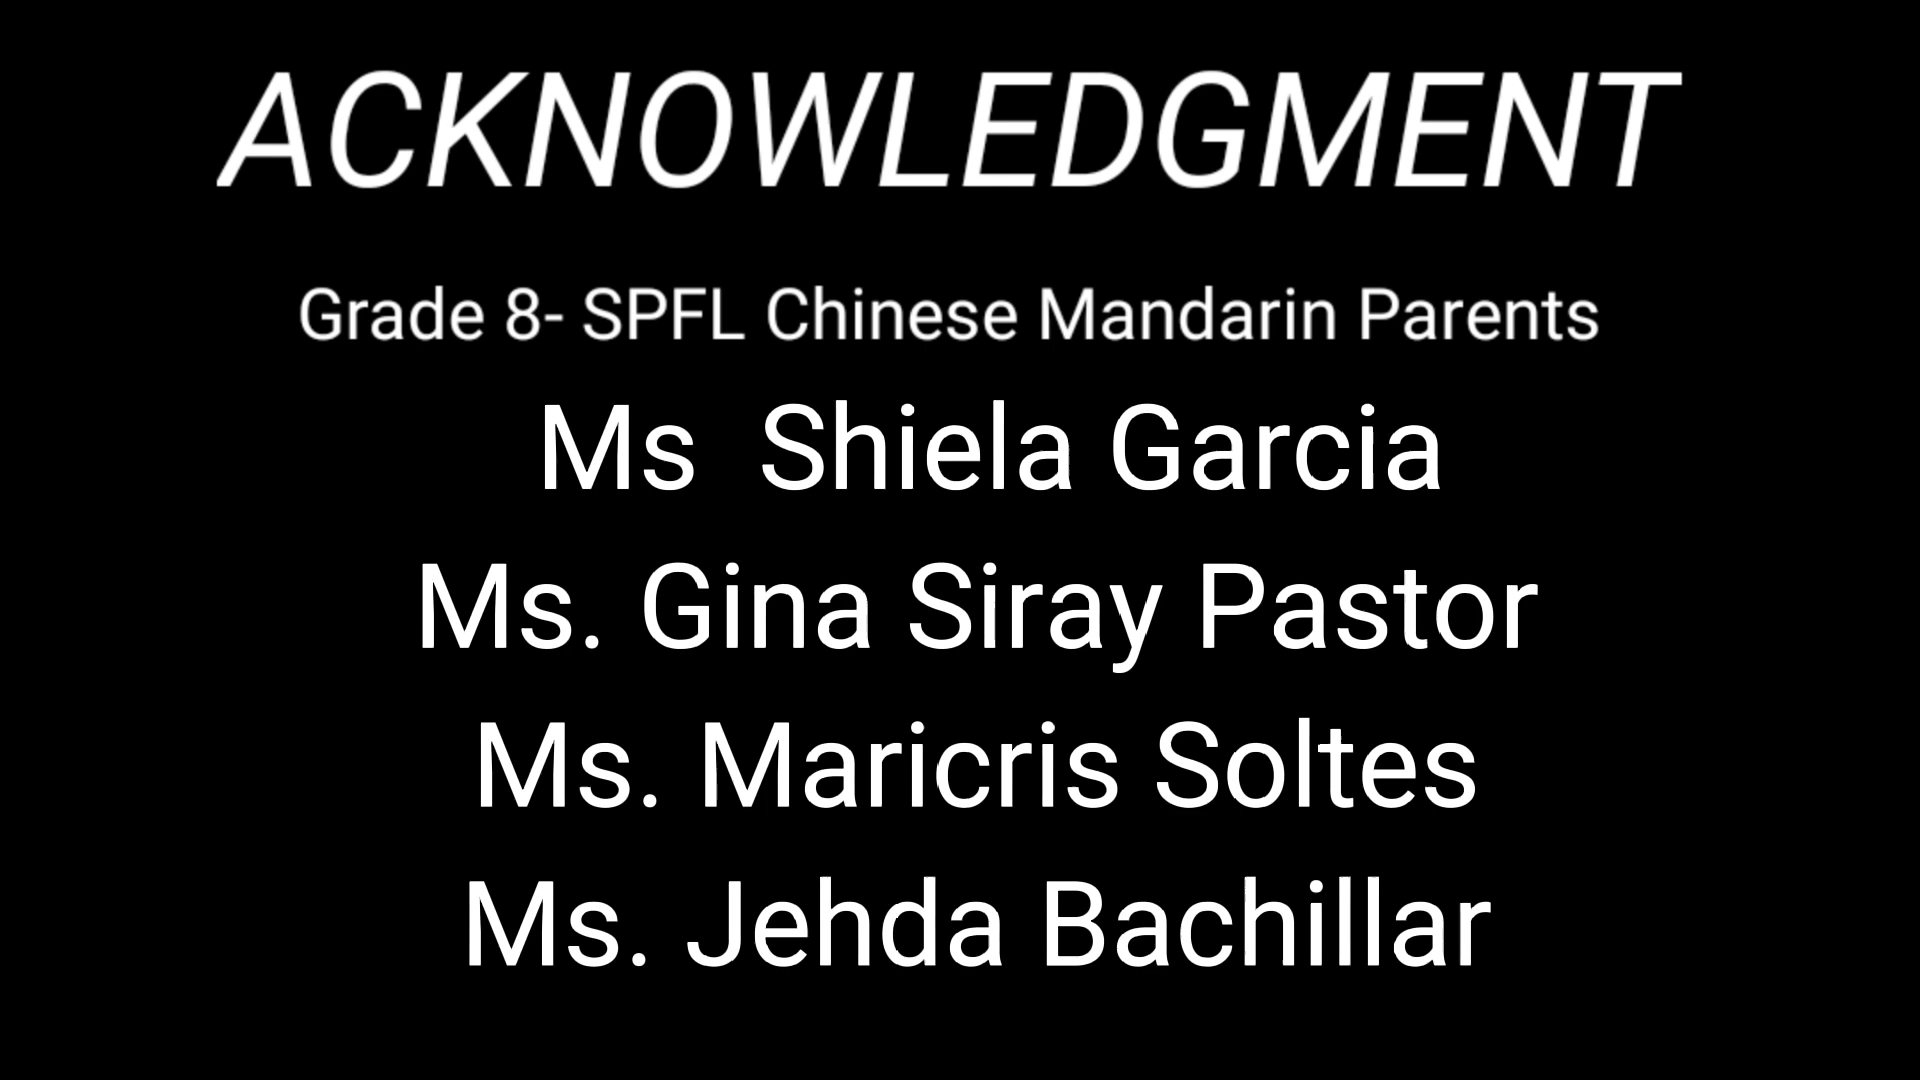 ACKNOWLEDGMENT
Grade 8- SPFL Chinese Mandarin Parents
Ms  Shiela Garcia
Ms. Gina Siray Pastor
Ms. Maricris Soltes
Ms. Jehda Bachillar